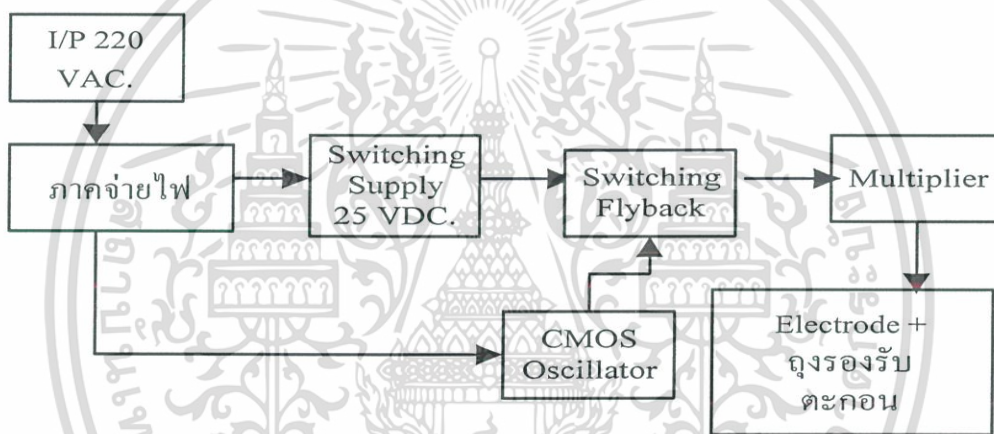 I/P 220
VAC.
ภาคจ่ายไฟ
Switching
Supply
25 VDC.
Switching
Flyback
Multiplier
CMOS
Oscillator
Electrode +
ถุงรองรับ
ตะกอน